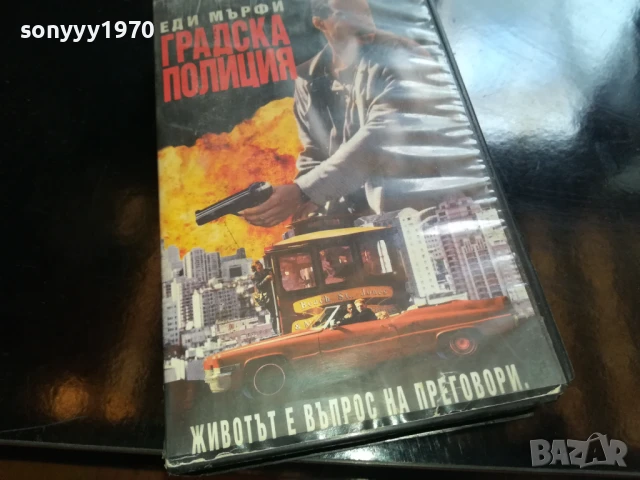 sonyyy1970
ЕДИ МЪРФИ
ГРАДСКА
ПОЛИЦИЯ
ЖИВОТЪТ Е ВЪПРОС НА ПРЕГОВОРИ.
BAZAR